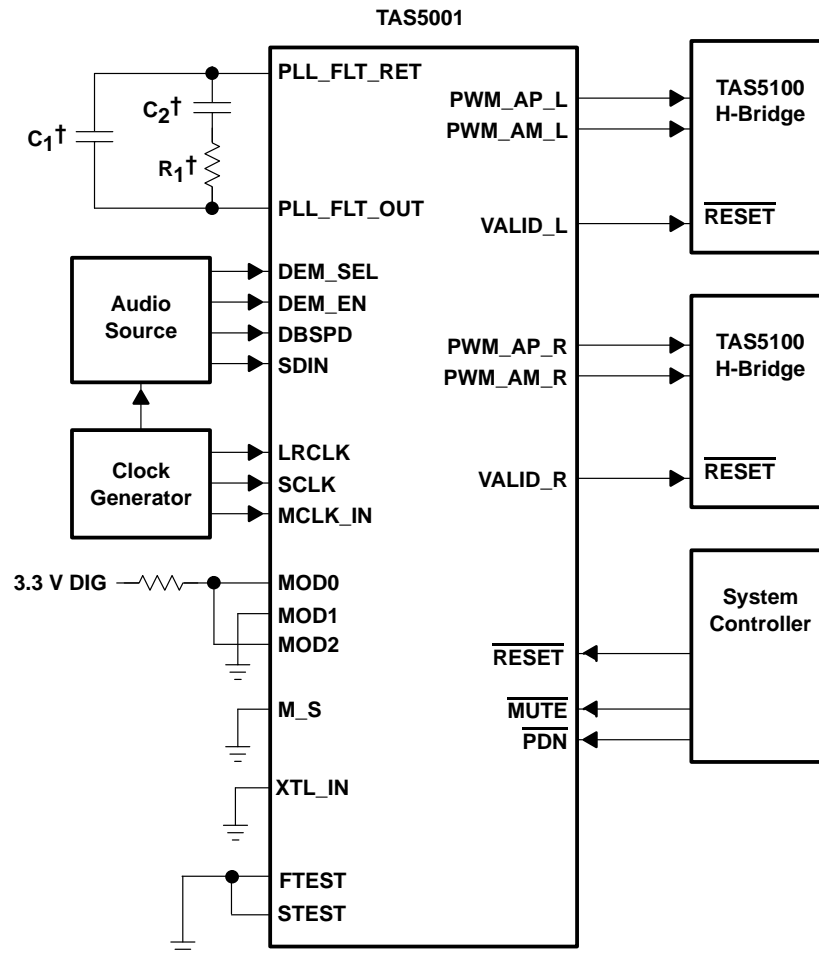 TAS5001
PLL_FLT_RET
C2†
C1†
R1†
PLL_FLT_OUT
Audio
Source
DEM_SEL
DEM_EN
DBSPD
SDIN
Clock
Generator
LRCLK
SCLK
MCLK_IN
3.3 V DIG
MOD0
MOD1
MOD2
M_S
XTL_IN
FTEST
STEST
PWM_AP_L
PWM_AM_L
VALID_L
TAS5100
H-Bridge
RESET
PWM_AP_R
PWM_AM_R
VALID_R
TAS5100
H-Bridge
RESET
RESET
MUTE
PDN
System
Controller